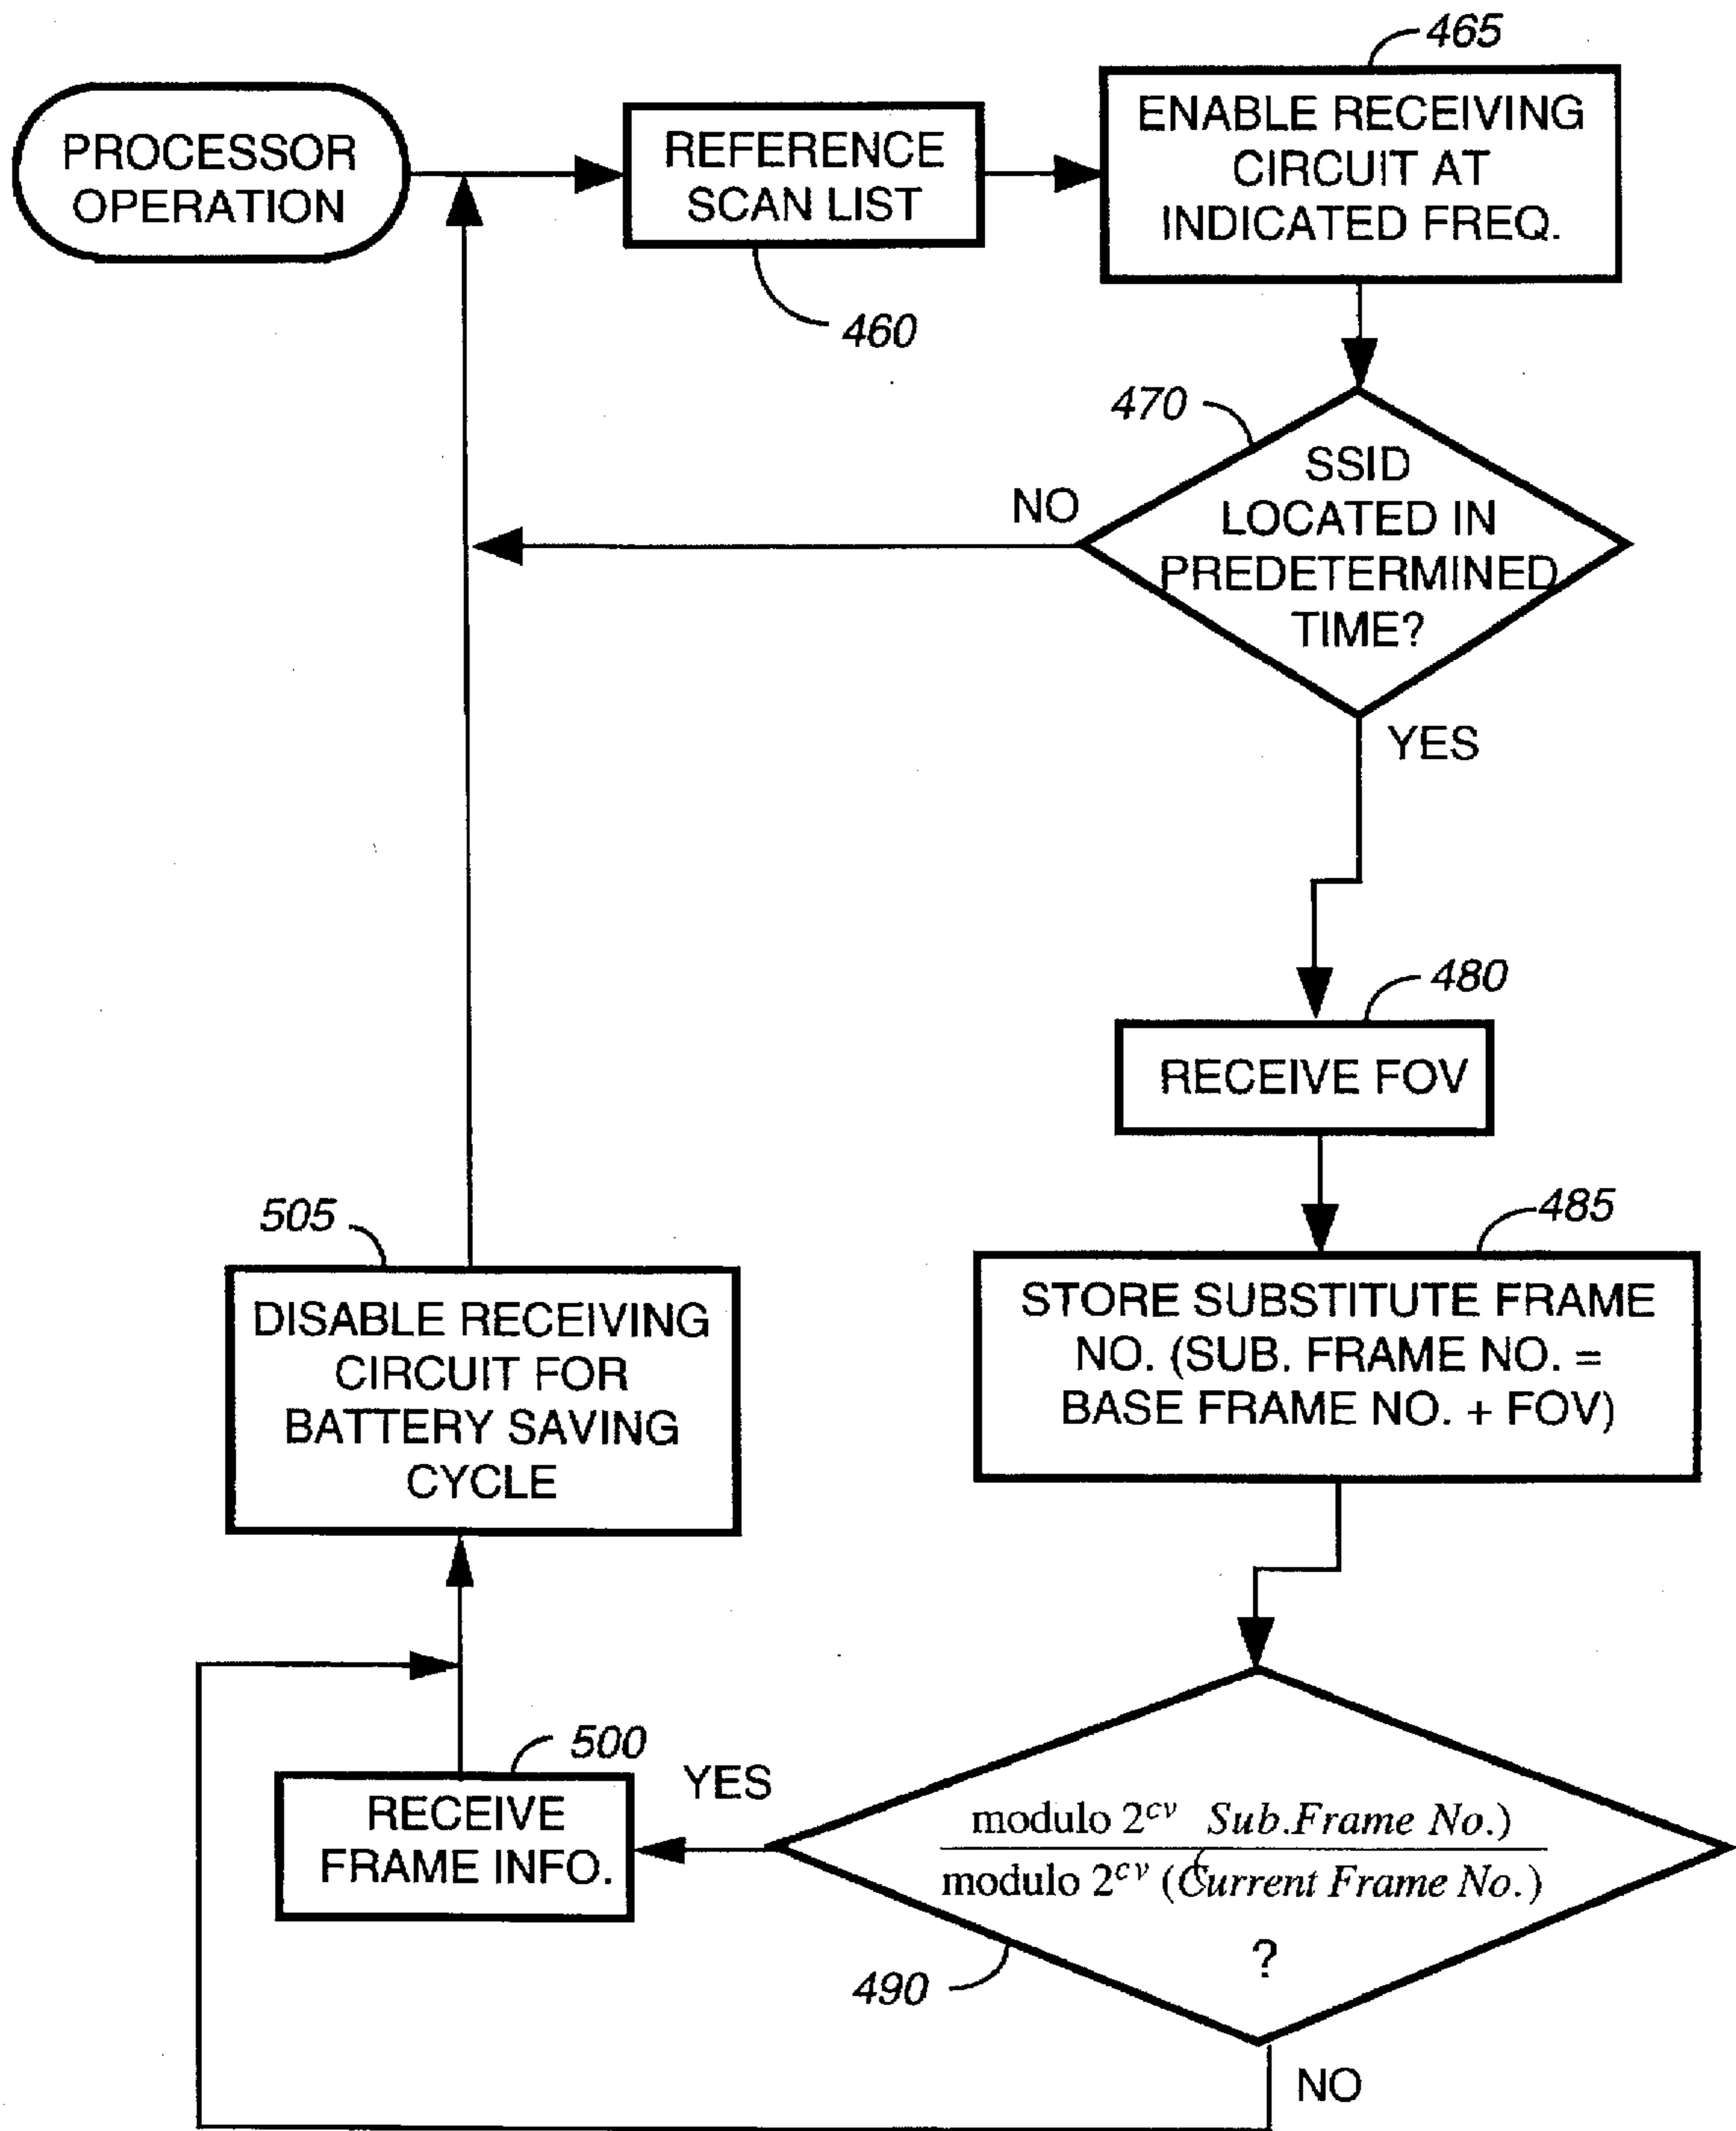 PROCESSOR
OPERATION
REFERENCE
SCAN LIST
460
465
ENABLE RECEIVING
CIRCUIT AT
INDICATED FREQ.
470
SSID
LOCATED IN
PREDETERMINED
TIME?
NO
YES
480
RECEIVE FOV
485
STORE SUBSTITUTE FRAME
NO. (SUB. FRAME NO. =
BASE FRAME NO. + FOV)
505
DISABLE RECEIVING
CIRCUIT FOR
BATTERY SAVING
CYCLE
500
RECEIVE
FRAME INFO.
YES
modulo 2^{cv} Sub.Frame No.)
modulo 2^{cv} (Current Frame No.)
?
490
NO